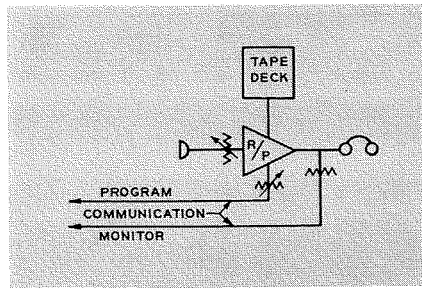 TAPE
DECK
R/P
PROGRAM
COMMUNICATION
MONITOR